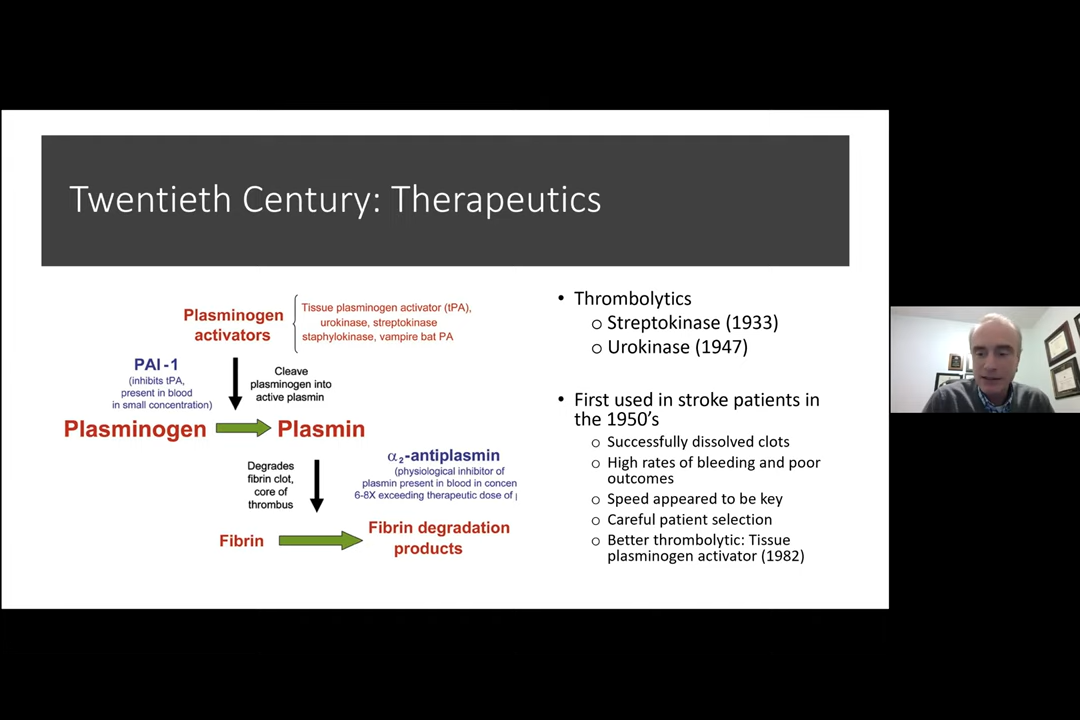 Twentieth Century: Therapeutics
Plasminogen
activators
Tissue plasminogen activator (tPA),
urokinase, streptokinase
staphylokinase, vampire bat PA
PAI-1
(inhibits tPA,
present in blood
in small concentration)
Cleave
plasminogen into
active plasmin
Plasminogen
Plasmin
Degrades
fibrin clot,
core of
thrombus
α2-antiplasmin
(physiological inhibitor of
plasmin present in blood in concen
6-8X exceeding therapeutic dose of
Fibrin
Fibrin degradation
products
• Thrombolytics
o Streptokinase (1933)
o Urokinase (1947)
• First used in stroke patients in
the 1950’s
o Successfully dissolved clots
o High rates of bleeding and poor
outcomes
o Speed appeared to be key
o Careful patient selection
o Better thrombolytic: Tissue
plasminogen activator (1982)